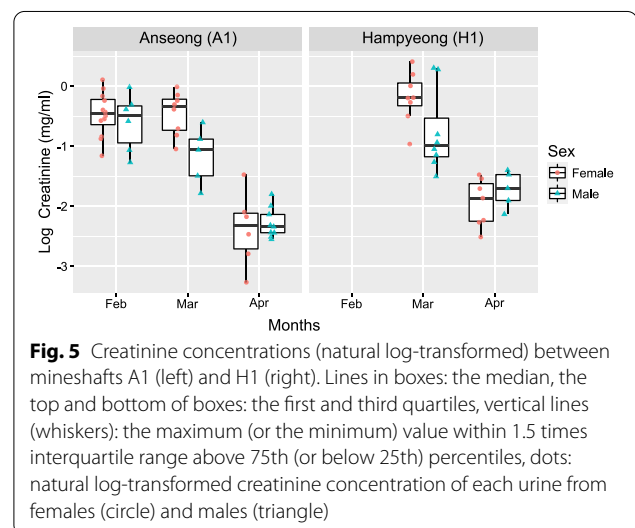 Anseong (A1) Hampyeong (H1)
0
-1
-2
-3
Log Creatinine (mg/ml)
Feb Mar Apr Feb Mar Apr
Months
Sex
Female
Male
Fig. 5 Creatinine concentrations (natural log-transformed) between
mineshafts A1 (left) and H1 (right). Lines in boxes: the median, the
top and bottom of boxes: the first and third quartiles, vertical lines
(whiskers): the maximum (or the minimum) value within 1.5 times
interquartile range above 75th (or below 25th) percentiles, dots:
natural log-transformed creatinine concentration of each urine from
females (circle) and males (triangle)